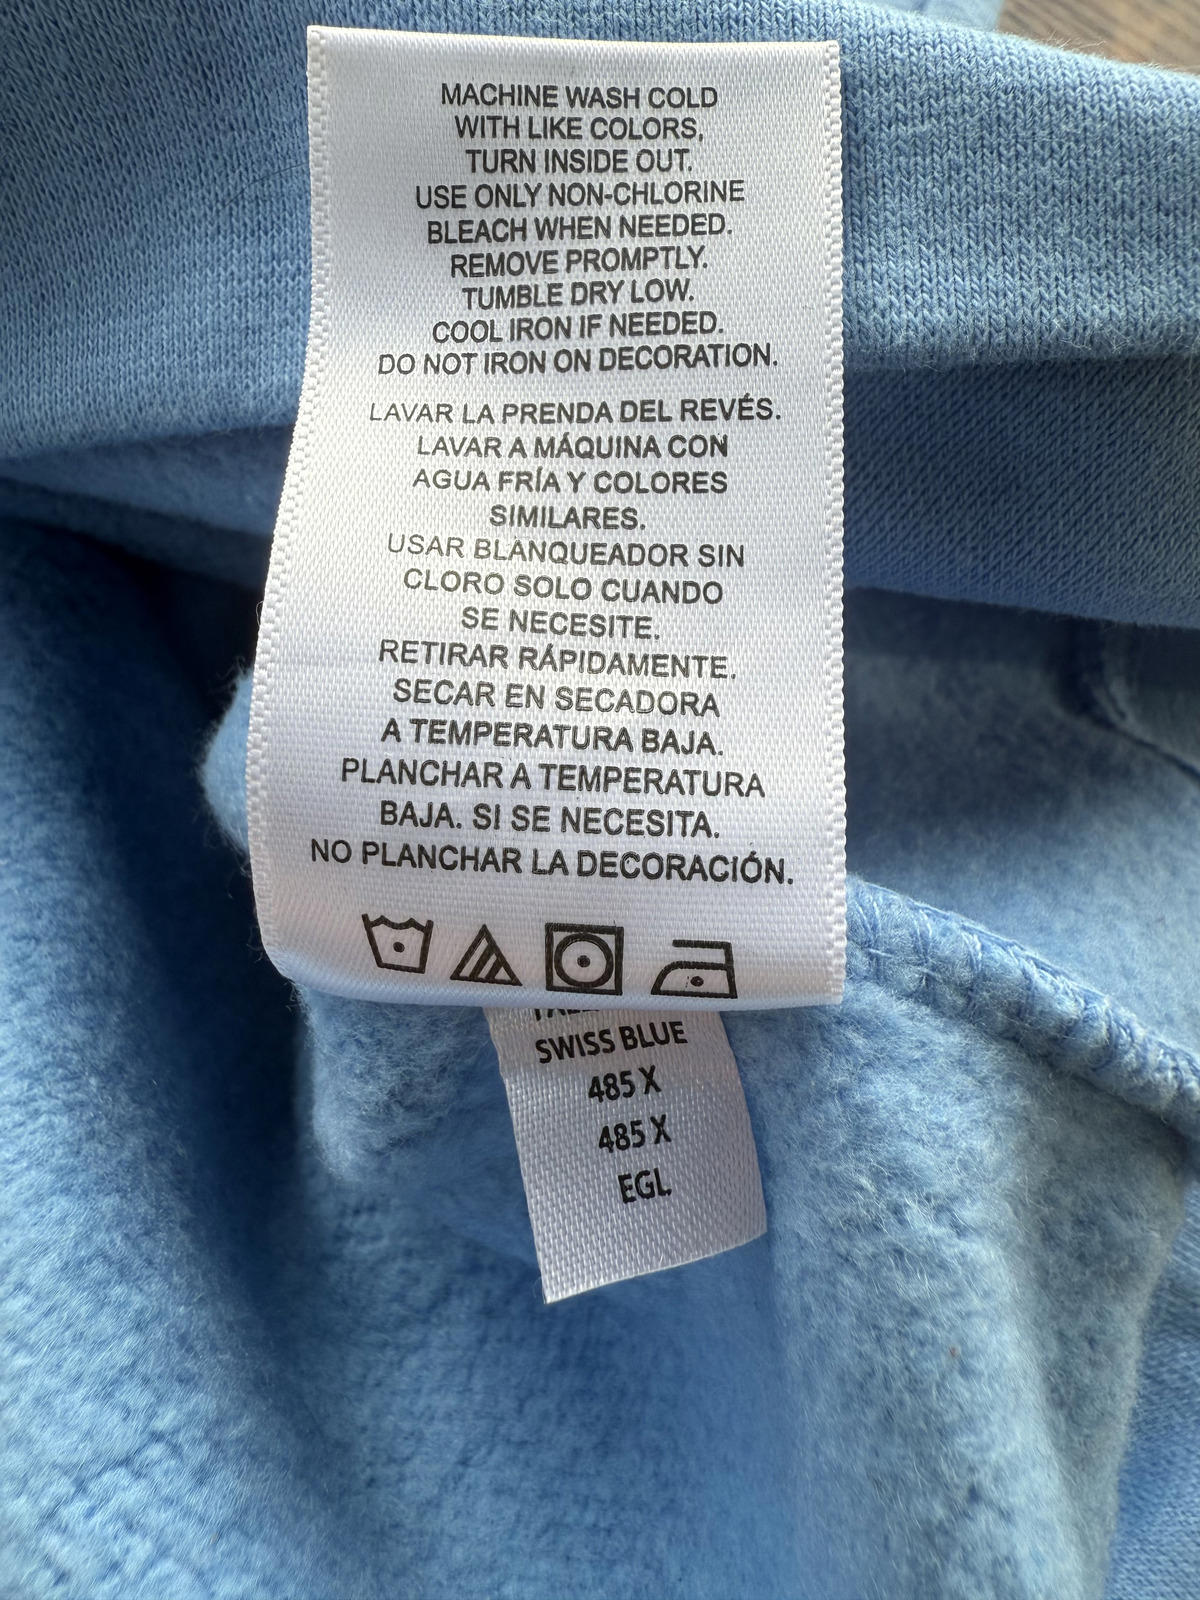 MACHINE WASH COLD
WITH LIKE COLORS,
TURN INSIDE OUT.
USE ONLY NON-CHLORINE
BLEACH WHEN NEEDED.
REMOVE PROMPTLY.
TUMBLE DRY LOW.
COOL IRON IF NEEDED.
DO NOT IRON ON DECORATION.
LAVAR LA PRENDA DEL REVÉS.
LAVAR A MÁQUINA CON
AGUA FRÍA Y COLORES
SIMILARES.
USAR BLANQUEADOR SIN
CLORO SOLO CUANDO
SE NECESITE.
RETIRAR RÁPIDAMENTE.
SECAR EN SECADORA
A TEMPERATURA BAJA.
PLANCHAR A TEMPERATURA
BAJA. SI SE NECESITA.
NO PLANCHAR LA DECORACIÓN.
SWISS BLUE
485 X
485 X
EGL